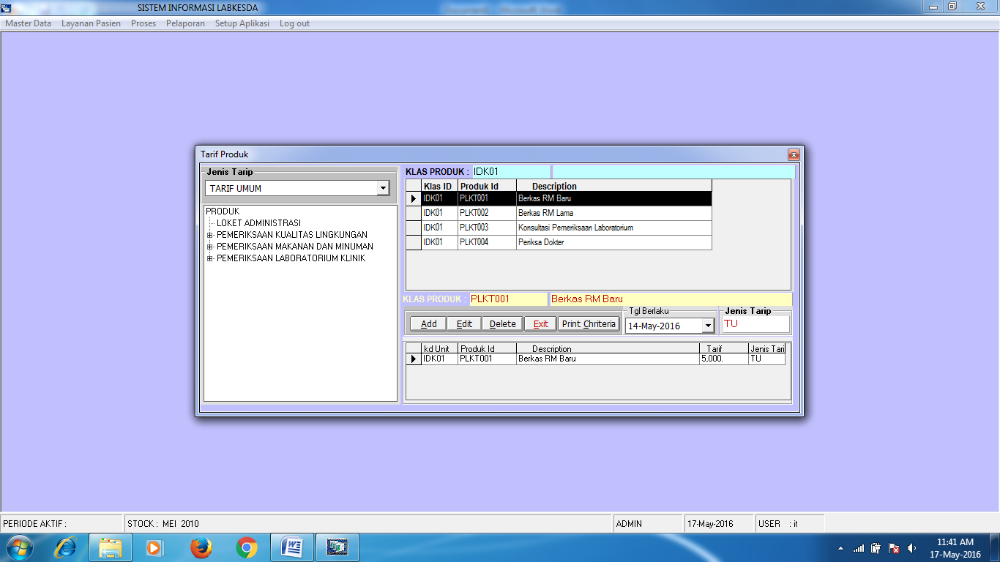 SISTEM INFORMASI LABKESDA
Master Data Layanan Pasien Proses Pelaporan Setup Aplikasi Log out
Tarif Produk
Jenis Tarip
TARIF UMUM
PRODUK
LOKET ADMINISTRASI
PEMERIKSAAN KUALITAS LINGKUNGAN
PEMERIKSAAN MAKANAN DAN MINUMAN
PEMERIKSAAN LABORATORIUM KLINIK
KLAS PRODUK : IDK01
Klas ID Produk Id Description
IDK01 PLKT001 Berkas RM Baru
IDK01 PLKT002 Berkas RM Lama
IDK01 PLKT003 Konsultasi Pemeriksaan Laboratorium
IDK01 PLKT004 Periksa Dokter
KLAS PRODUK : PLKT001 Berkas RM Baru
Add Edit Delete Exit Print Chriteria
Tgl Berlaku
14-May-2016
Jenis Tarip
TU
kd Unit Produk Id Description Tarif Jenis Tari
IDK01 PLKT001 Berkas RM Baru 5,000. TU
PERIODE AKTIF : STOCK : MEI 2010 ADMIN 17-May-2016 USER : it
11:41 AM
17-May-2016